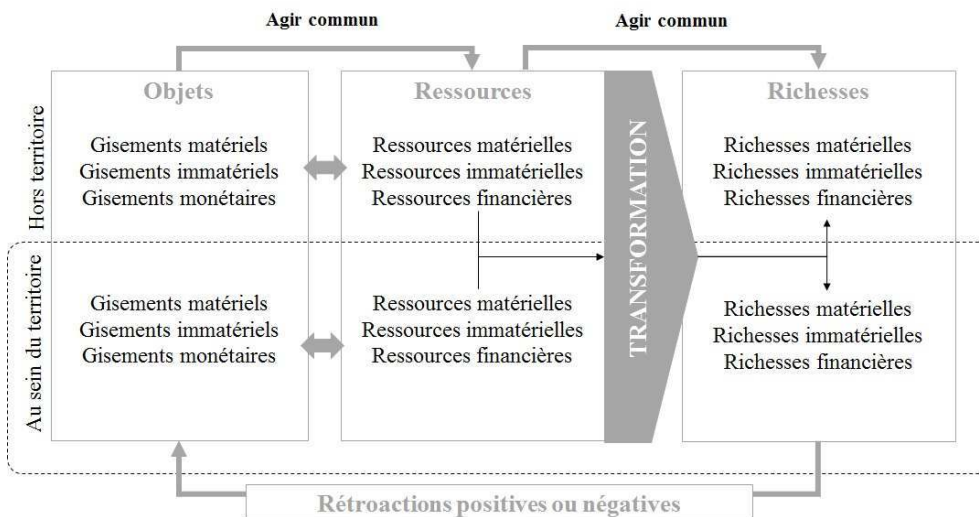 Agir commun
Agir commun
Objets
Ressources
Richesses
Hors territoire
Gisements matériels
Gisements immatériels
Gisements monétaires
Ressources matérielles
Ressources immatérielles
Ressources financières
TRANSFORMATION
Richesses matérielles
Richesses immatérielles
Richesses financières
Au sein du territoire
Gisements matériels
Gisements immatériels
Gisements monétaires
Ressources matérielles
Ressources immatérielles
Ressources financières
Richesses matérielles
Richesses immatérielles
Richesses financières
Rétroactions positives ou négatives